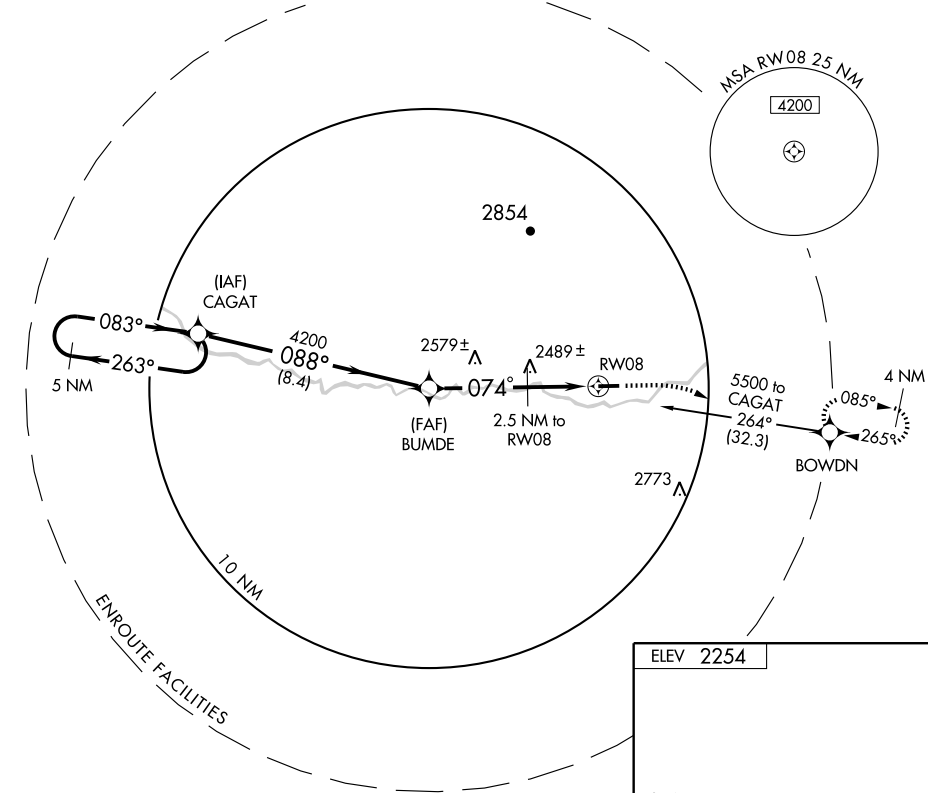 MSA RW08 25 NM
4200
2854
(IAF)
CAGAT
083°
263°
5 NM
4200
088°
(8.4)
2579±
2489±
RW08
074°
(FAF)
BUMDE
2.5 NM to
RW08
5500 to
CAGAT
264°
(32.3)
4 NM
085°
265°
BOWDN
2773
10 NM
ENROUTE FACILITIES
ELEV 2254